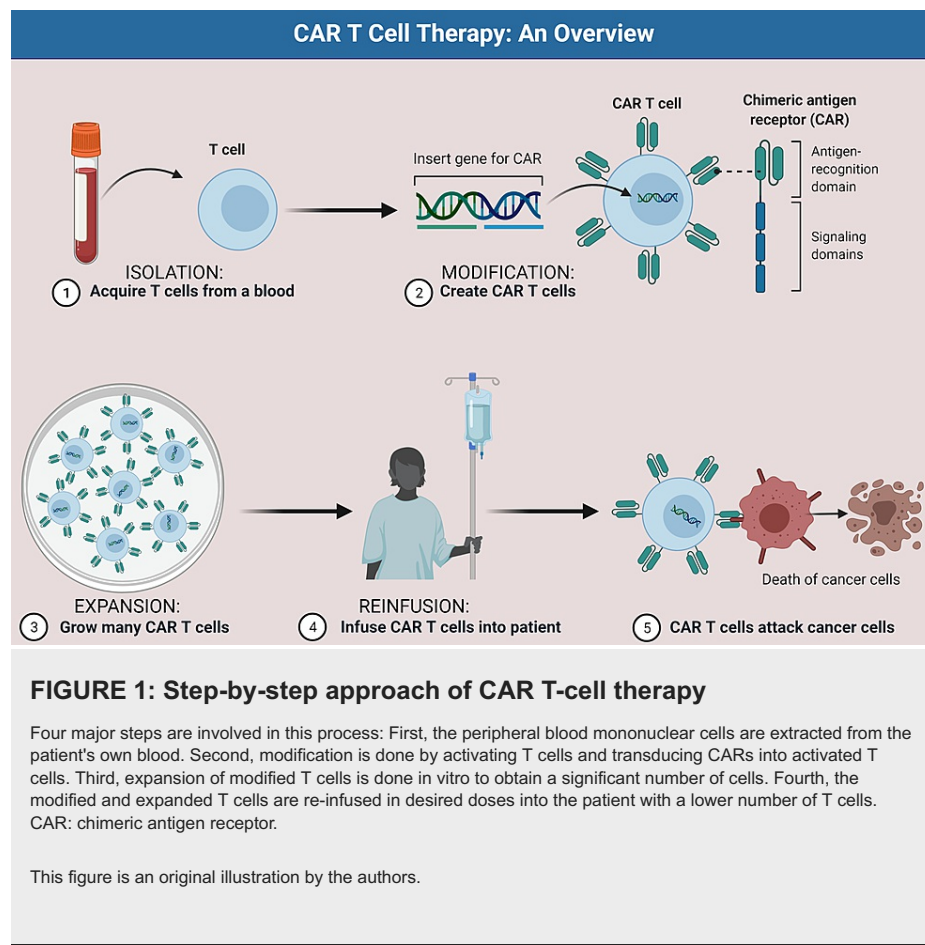 CAR T Cell Therapy: An Overview
T cell
Insert gene for CAR
CAR T cell
Chimeric antigen
receptor (CAR)
Antigen-
recognition
domain
Signaling
domains
ISOLATION:
1 Acquire T cells from a blood
MODIFICATION:
2 Create CAR T cells
Death of cancer cells
EXPANSION:
3 Grow many CAR T cells
REINFUSION:
4 Infuse CAR T cells into patient
5 CAR T cells attack cancer cells
FIGURE 1: Step-by-step approach of CAR T-cell therapy
Four major steps are involved in this process: First, the peripheral blood mononuclear cells are extracted from the
patient's own blood. Second, modification is done by activating T cells and transducing CARs into activated T
cells. Third, expansion of modified T cells is done in vitro to obtain a significant number of cells. Fourth, the
modified and expanded T cells are re-infused in desired doses into the patient with a lower number of T cells.
CAR: chimeric antigen receptor.
This figure is an original illustration by the authors.